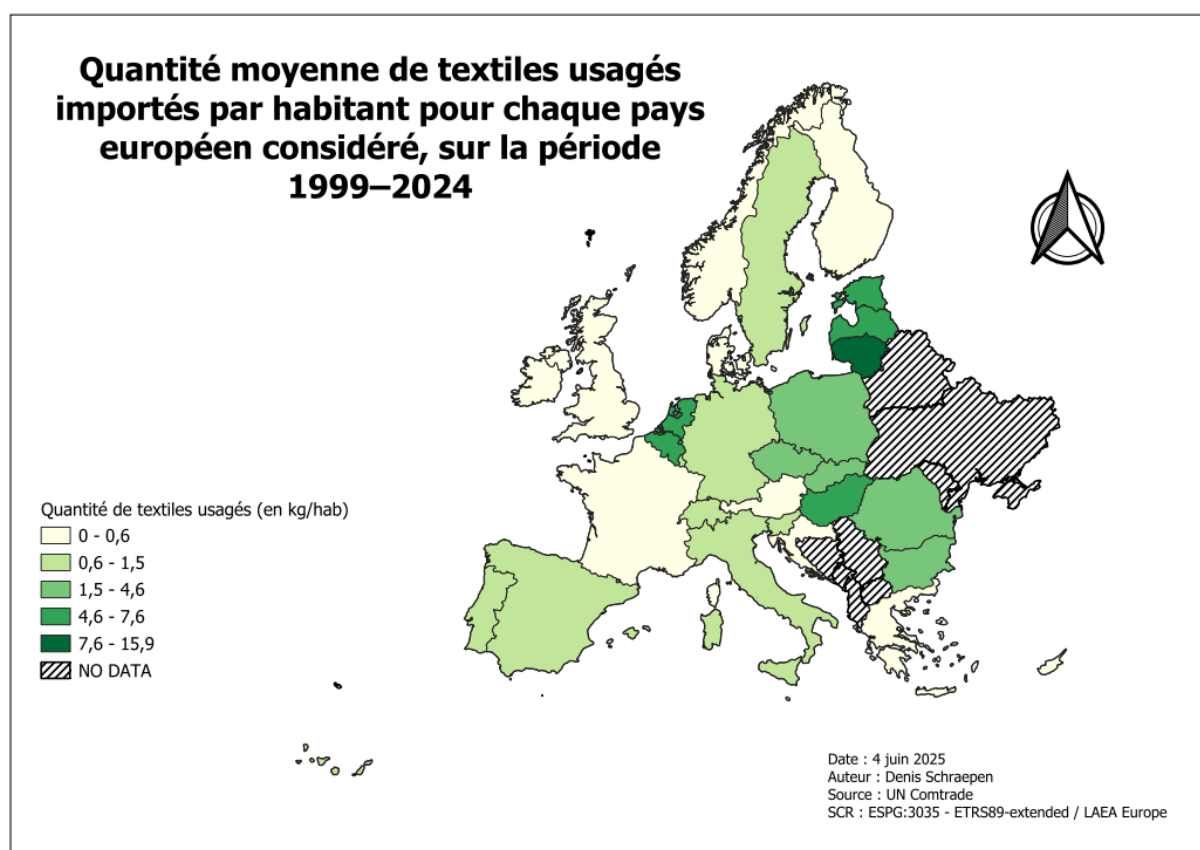 Quantité moyenne de textiles usagés
importés par habitant pour chaque pays
européen considéré, sur la période
1999–2024
Quantité de textiles usagés (en kg/hab)
0 - 0,6
0,6 - 1,5
1,5 - 4,6
4,6 - 7,6
7,6 - 15,9
NO DATA
Date : 4 juin 2025
Auteur : Denis Schraepen
Source : UN Comtrade
SCR : ESPG:3035 - ETRS89-extended / LAEA Europe